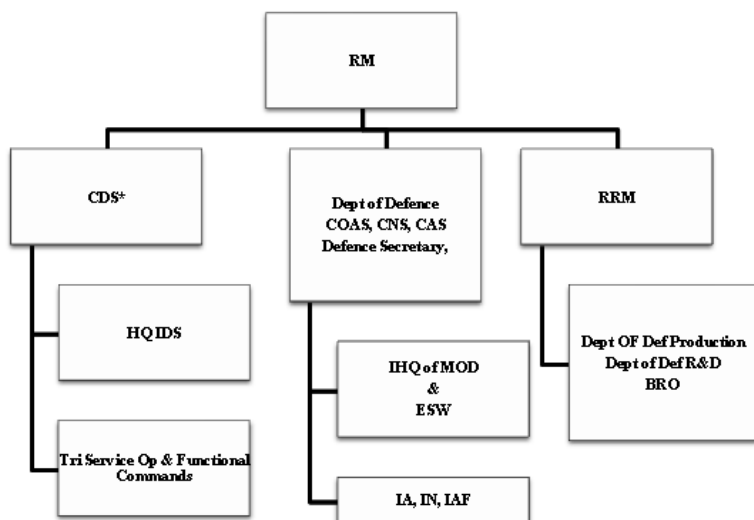 RM
CDS*
HQ IDS
Tri Service Op & Functional
Commands
Dept of Defence
COAS, CNS, CAS
Defence Secretary,
IHQ of MOD
&
ESW
IA, IN, IAF
RRM
Dept OF Def Production
Dept of Def R&D
BRO